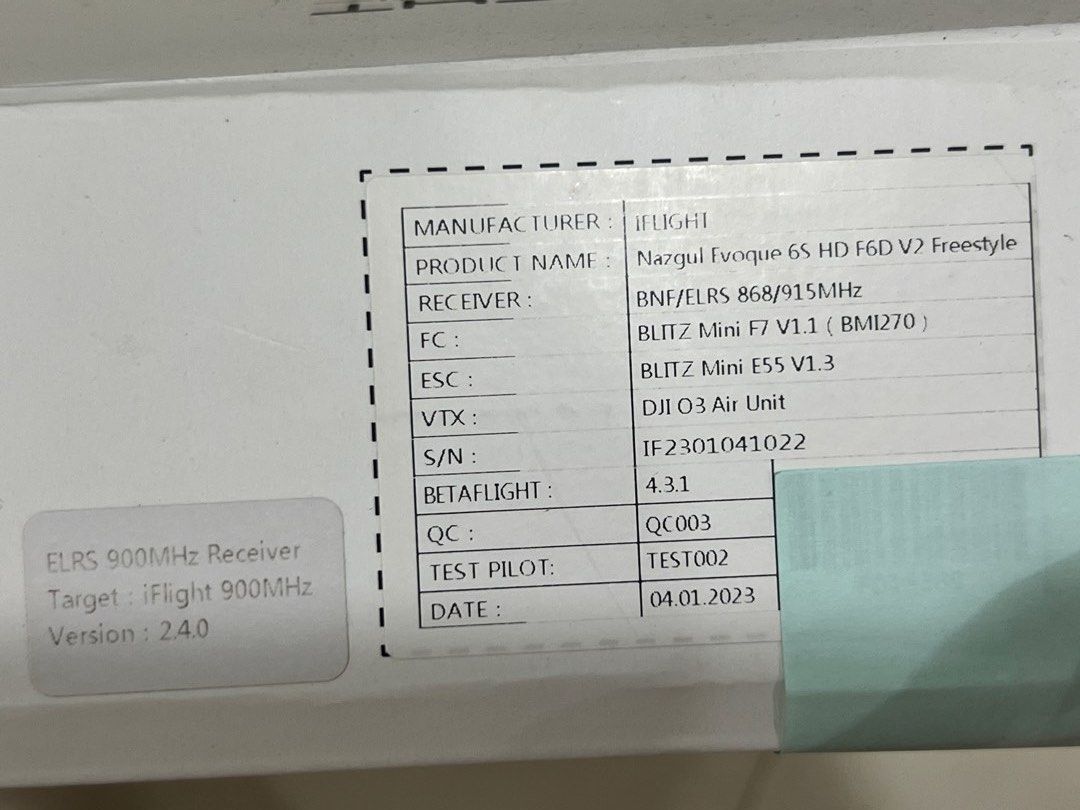 MANUFACTURER : iFLIGHT
PRODUCT NAME : Nazgul Evoque 6S HD F6D V2 Freestyle
RECEIVER : BNF/ELRS 868/915MHz
FC : BLITZ Mini F7 V1.1 ( BMI270 )
ESC : BLITZ Mini E55 V1.3
VTX : DJI O3 Air Unit
S/N : IF2301041022
BETAFLIGHT : 4.3.1
QC : QC003
TEST PILOT: TEST002
DATE : 04.01.2023
ELRS 900MHz Receiver
Target : iFlight 900MHz
Version : 2.4.0